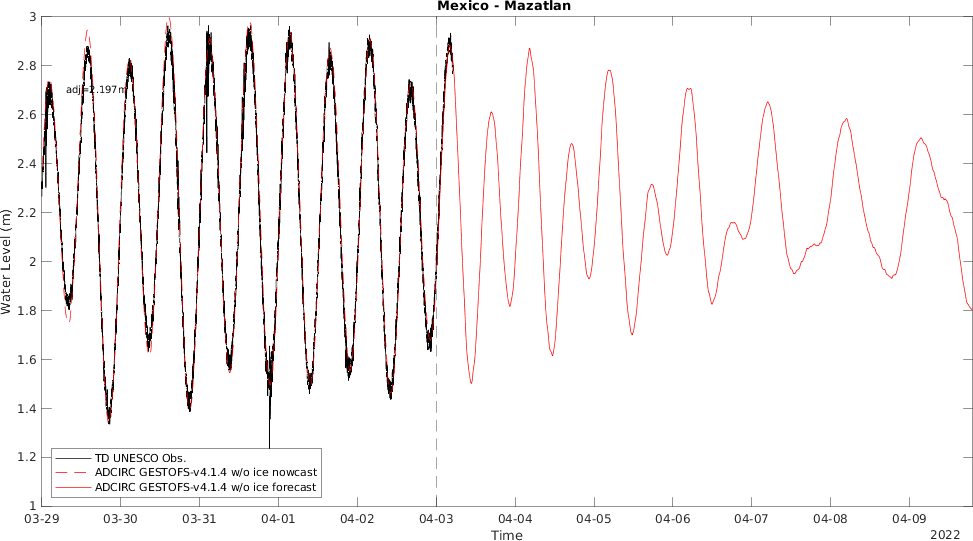 Mexico - Mazatlan
3
2.8
adj=2.197m
2.6
2.4
2.2
Water Level (m)
2
1.8
1.6
1.4
1.2
1
TD UNESCO Obs.
ADCIRC GESTOFS-v4.1.4 w/o ice nowcast
ADCIRC GESTOFS-v4.1.4 w/o ice forecast
03-29 03-30 03-31 04-01 04-02 04-03 04-04 04-05 04-06 04-07 04-08 04-09
Time
2022